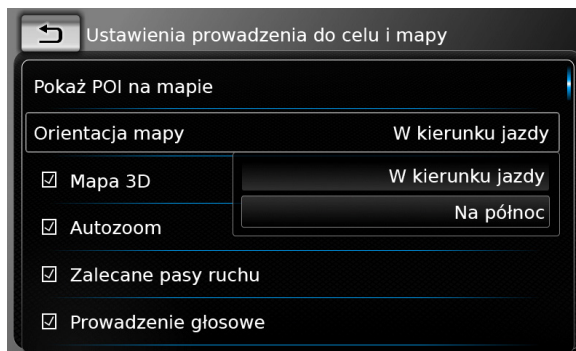 Ustawienia prowadzenia do celu i mapy
Pokaż POI na mapie
Orientacja mapy W kierunku jazdy
W kierunku jazdy
Mapa 3D
Na północ
Autozoom
Zalecane pasy ruchu
Prowadzenie głosowe